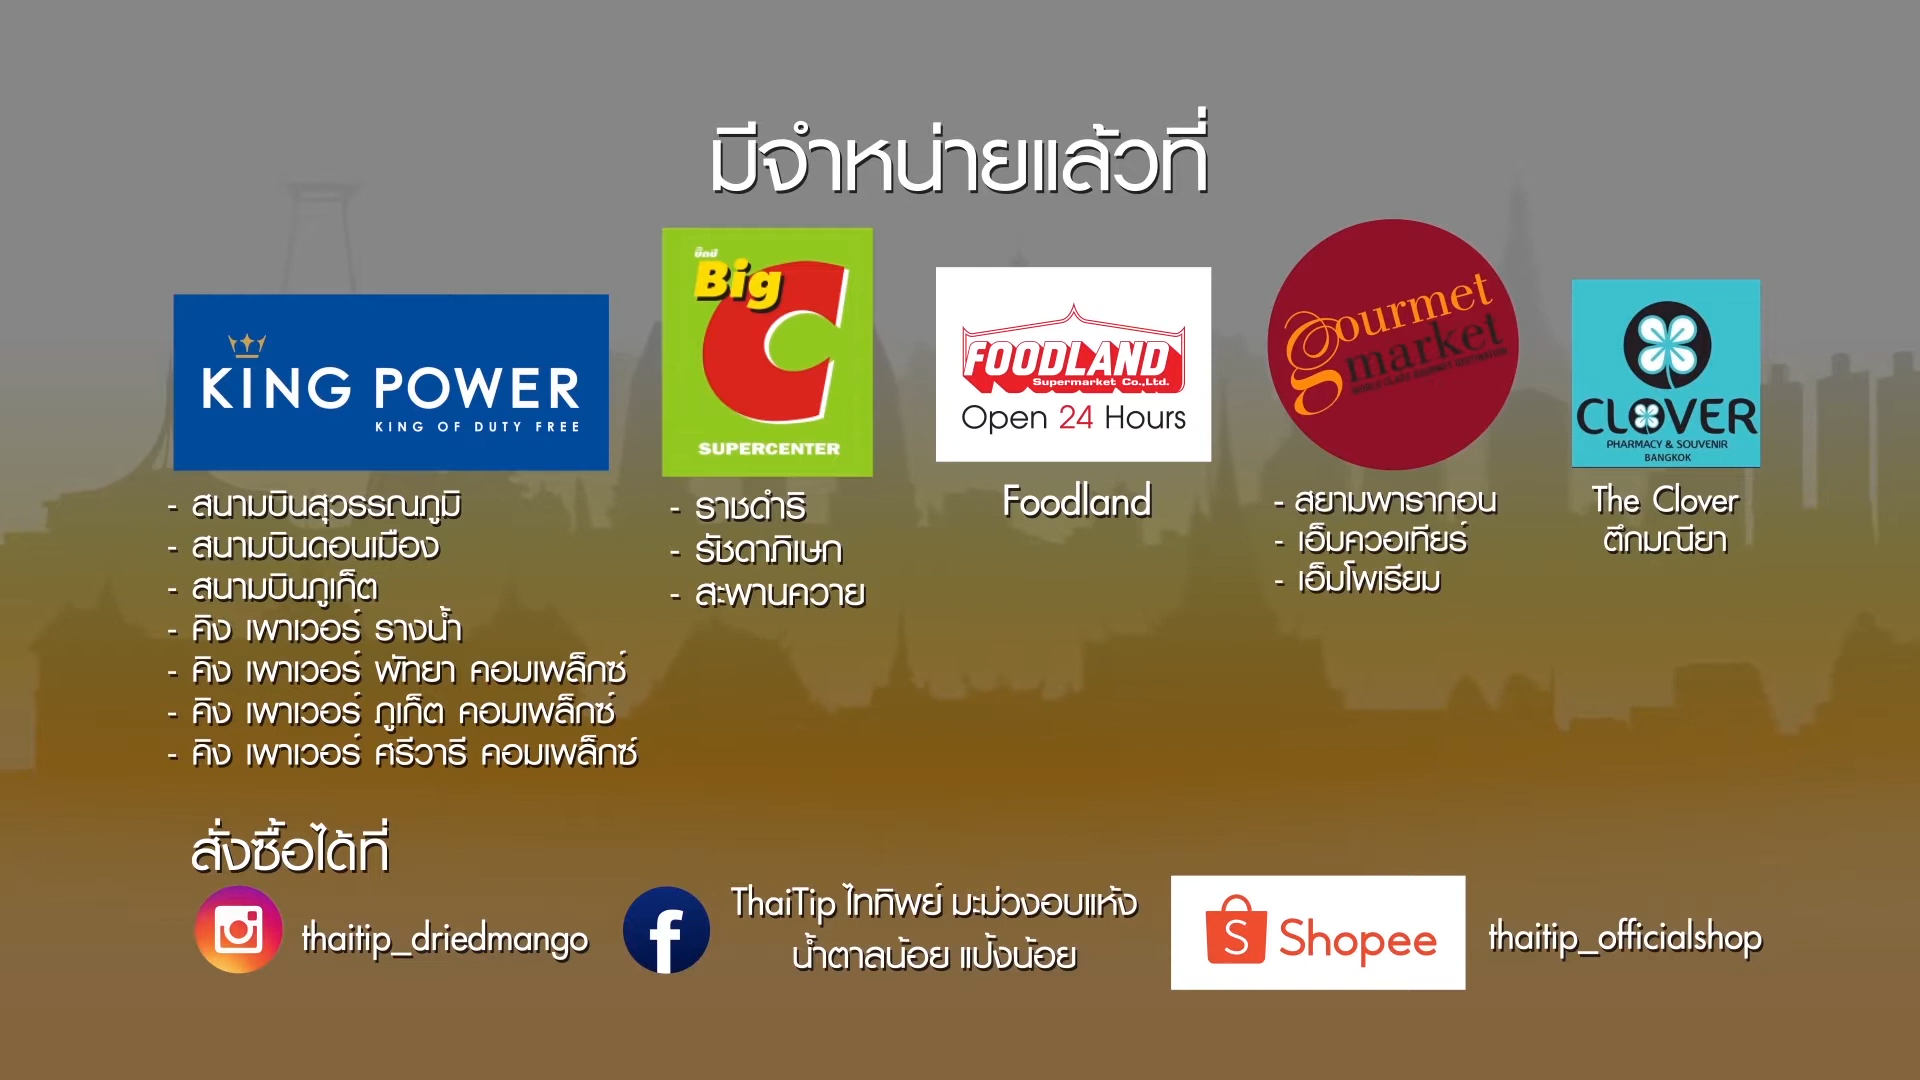 มีจำหน่ายแล้วที่
KING POWER
KING OF DUTY FREE
- สนามบินสุวรรณภูมิ
- สนามบินดอนเมือง
- สนามบินภูเก็ต
- คิง เพาเวอร์ รางน้ำ
- คิง เพาเวอร์ พัทยา คอมเพล็กซ์
- คิง เพาเวอร์ ภูเก็ต คอมเพล็กซ์
- คิง เพาเวอร์ ศรีวารี คอมเพล็กซ์
บิ๊กซี
Big C
SUPERCENTER
- ราชดำริ
- รัชดาภิเษก
- สะพานควาย
FOODLAND
Supermarket Co.,Ltd.
Open 24 Hours
Foodland
gourmet
market
WORLD CLASS GOURMET DESTINATION
- สยามพารากอน
- เอ็มควอเทียร์
- เอ็มโพเรียม
CLOVER
PHARMACY & SOUVENIR
BANGKOK
The Clover
ตึกมณียา
สั่งซื้อได้ที่
thaitip_driedmango
f
ThaiTip ไททิพย์ มะม่วงอบแห้ง
น้ำตาลน้อย แป้งน้อย
S Shopee
thaitip_officialshop